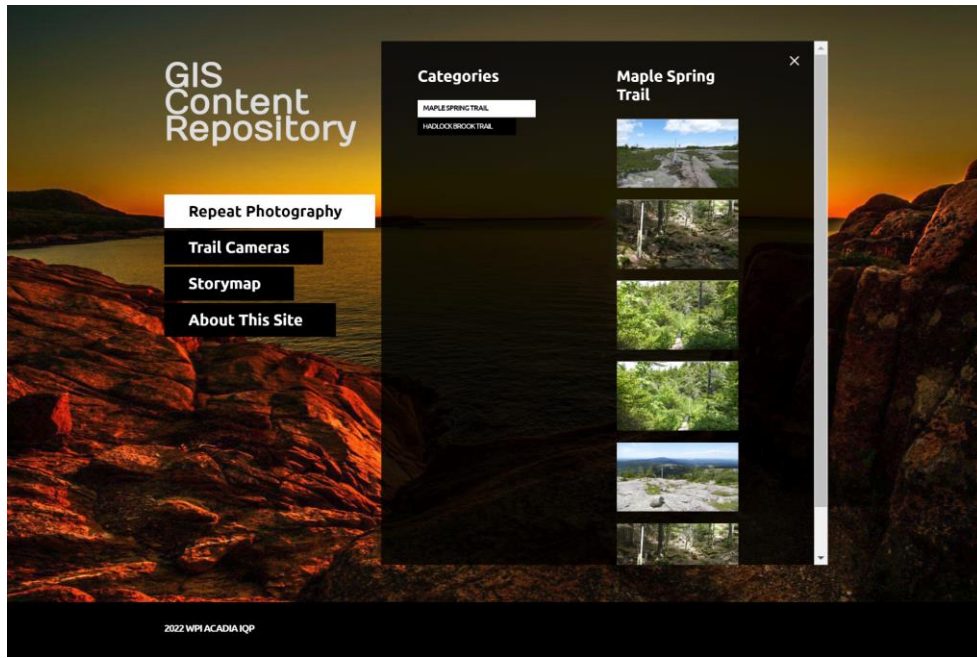 GIS
Content
Repository
Repeat Photography
Trail Cameras
Storymap
About This Site
Categories
MAPLE SPRING TRAIL
HADLOCK BROOK TRAIL
Maple Spring
Trail
2022 WPI ACADIA IQP